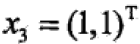 x₃ = (1,1)ᵀ